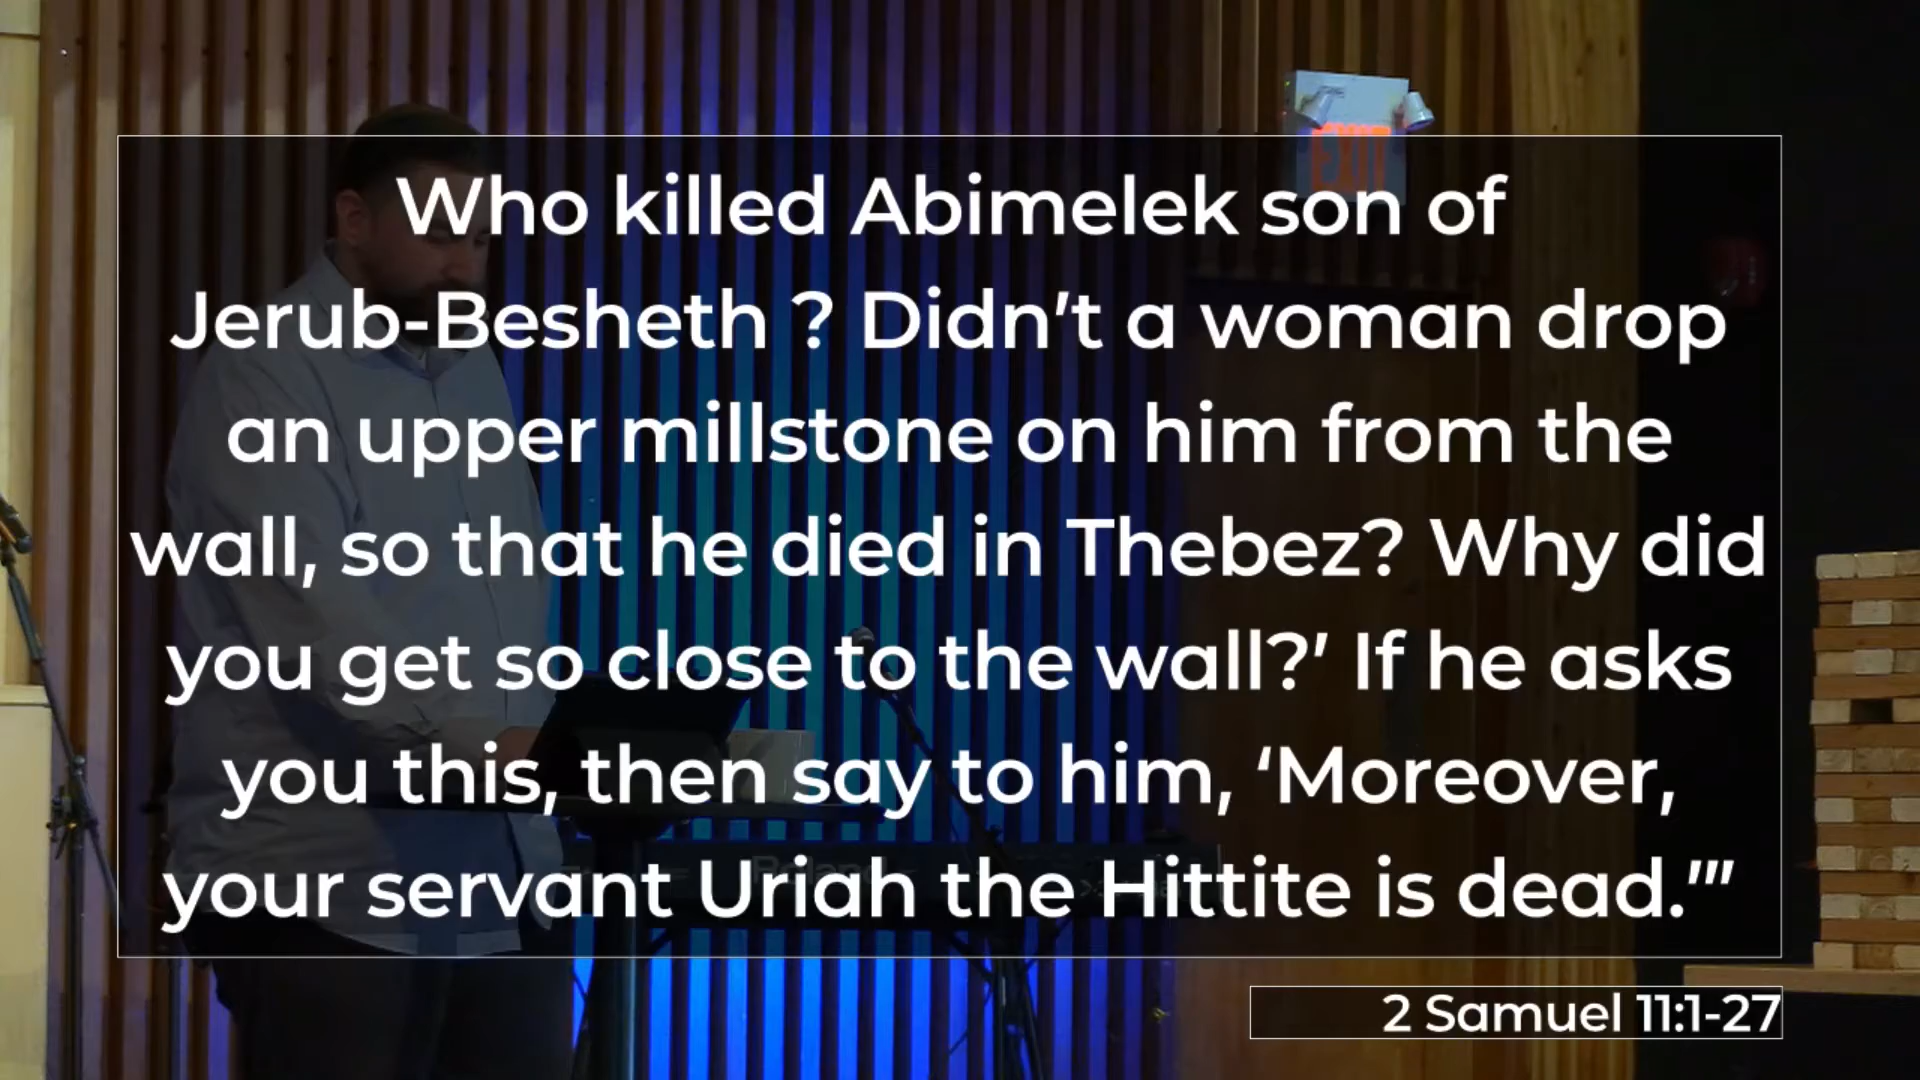 EXIT
Who killed Abimelek son of
Jerub-Besheth ? Didn’t a woman drop
an upper millstone on him from the
wall, so that he died in Thebez? Why did
you get so close to the wall?’ If he asks
you this, then say to him, ‘Moreover,
your servant Uriah the Hittite is dead.’”
Roland
2 Samuel 11:1-27